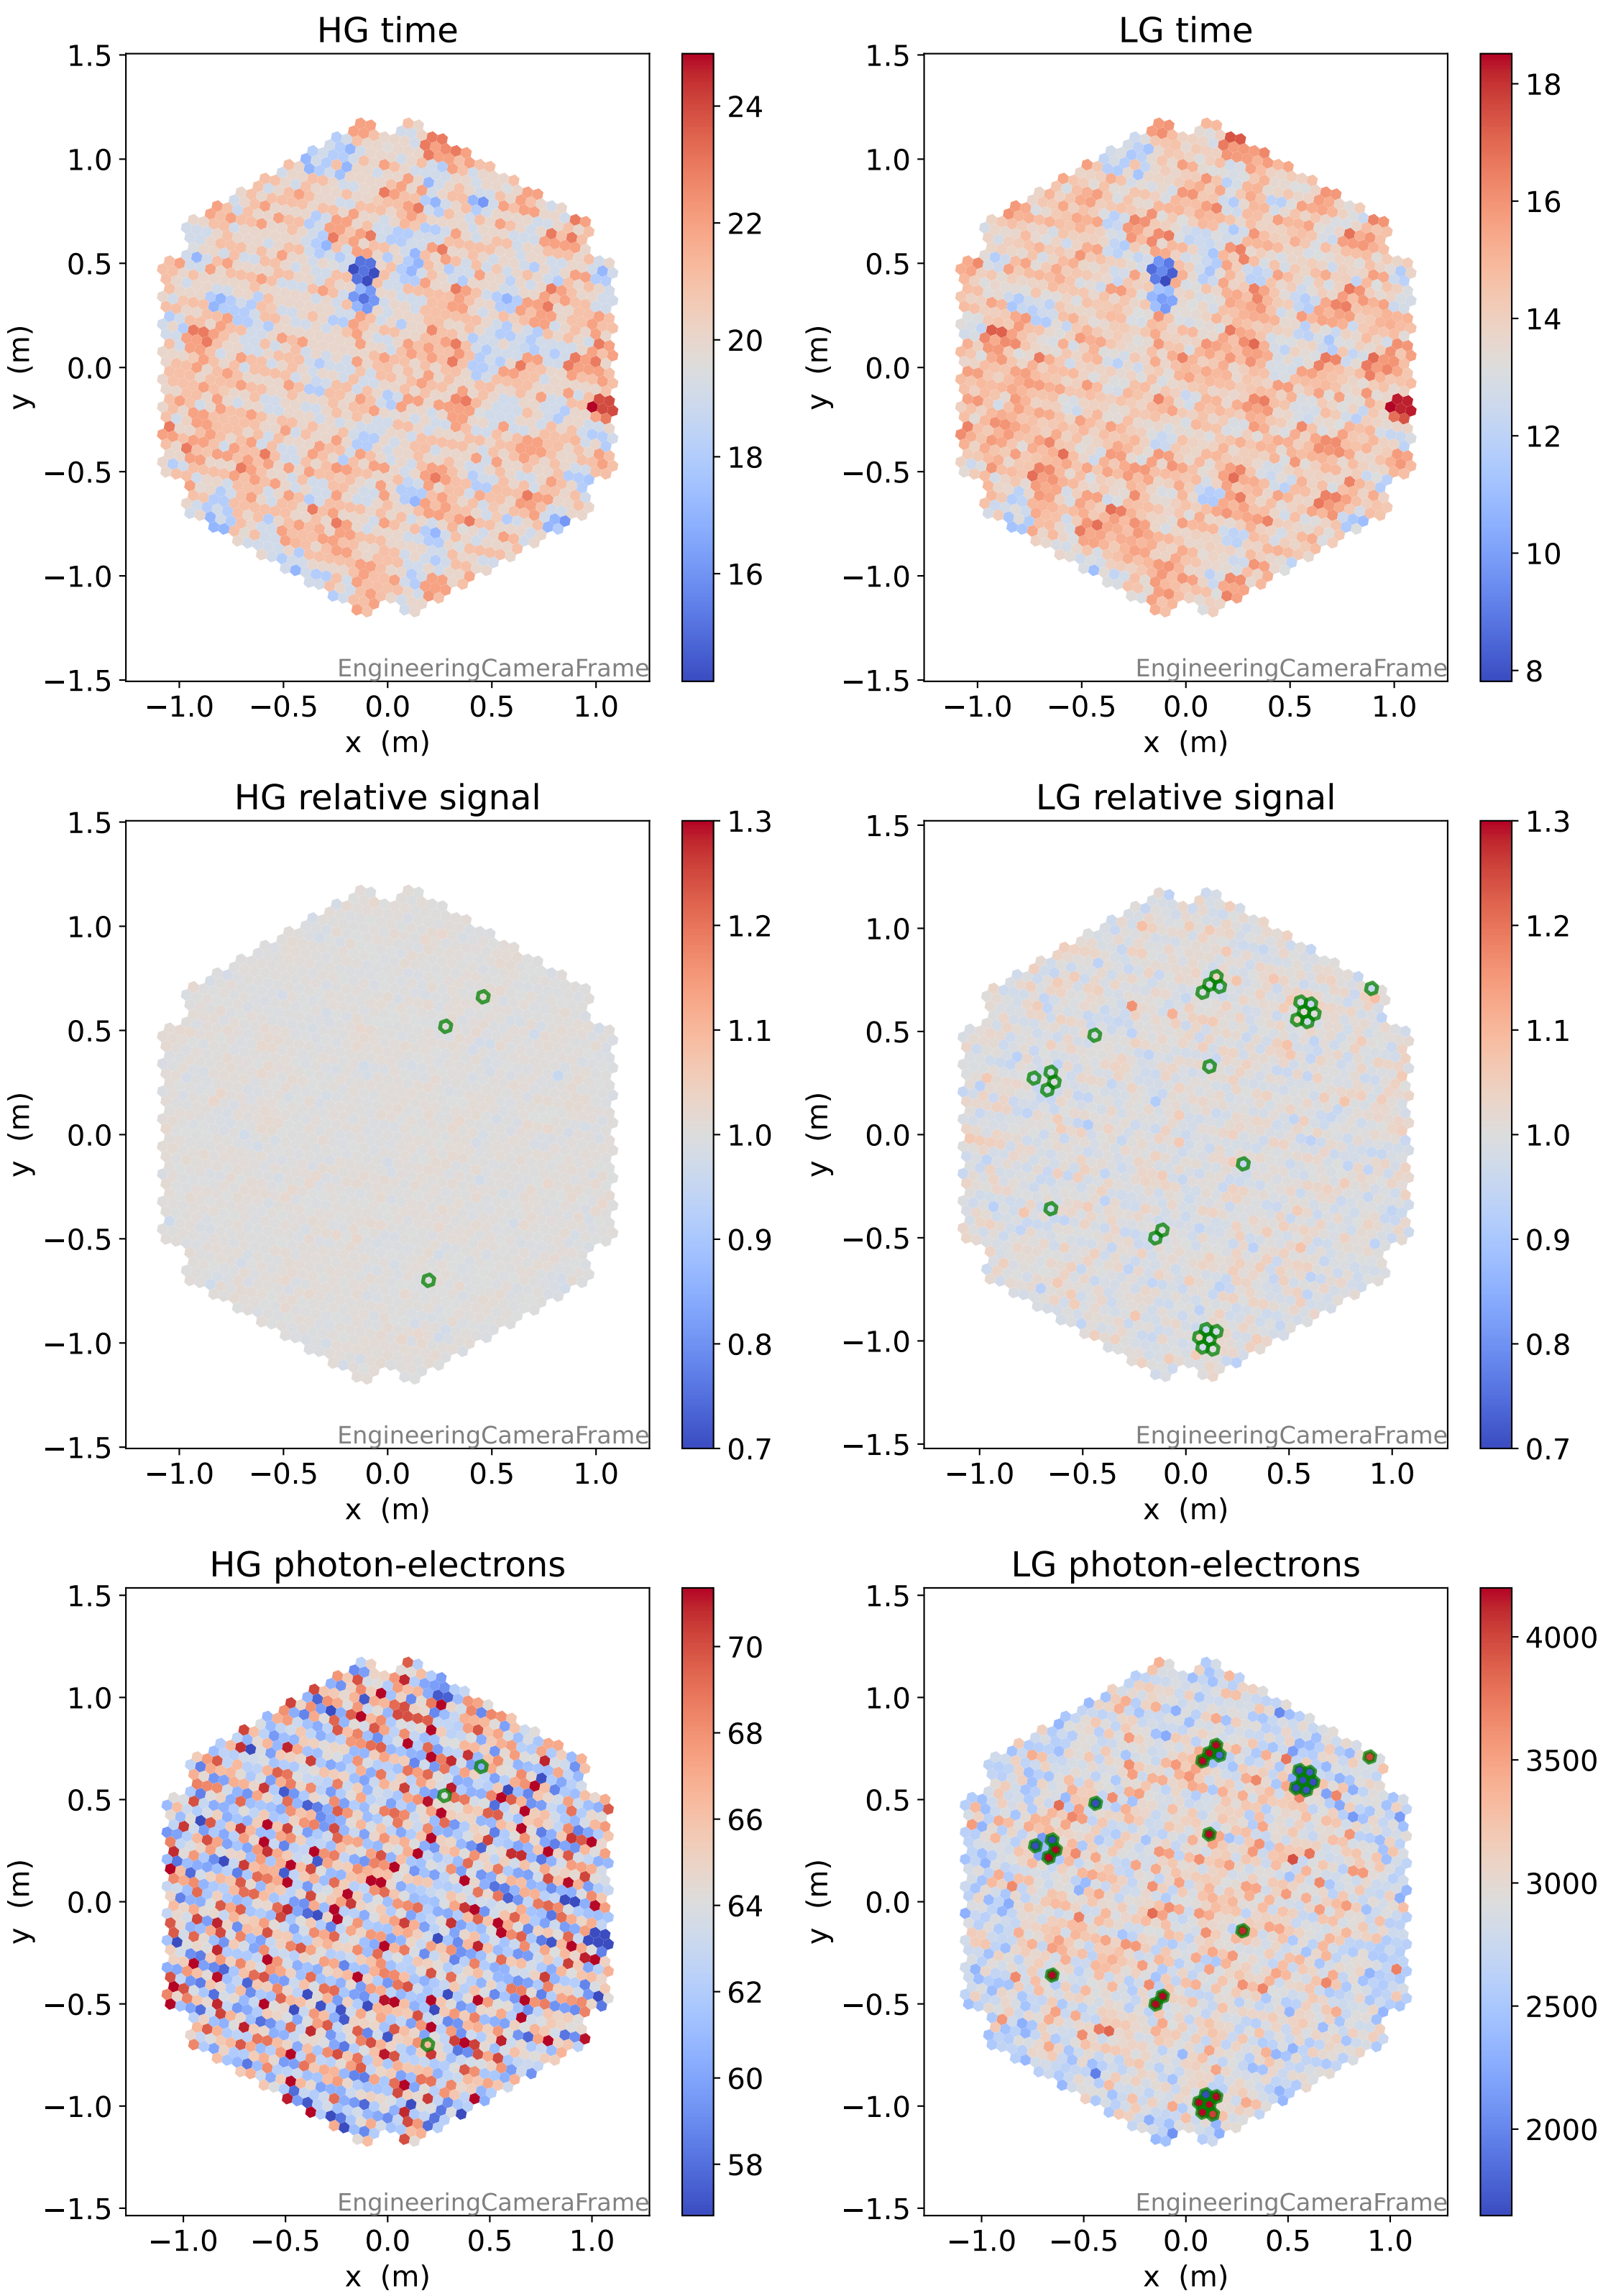 HG time
1.5
1.0
0.5
0.0
−0.5
−1.0
−1.5
y (m)
−1.0 −0.5 0.0 0.5 1.0
x (m)
EngineeringCameraFrame
24
22
20
18
16
LG time
1.5
1.0
0.5
0.0
−0.5
−1.0
−1.5
y (m)
−1.0 −0.5 0.0 0.5 1.0
x (m)
EngineeringCameraFrame
18
16
14
12
10
8
HG relative signal
1.5
1.0
0.5
0.0
−0.5
−1.0
−1.5
y (m)
−1.0 −0.5 0.0 0.5 1.0
x (m)
EngineeringCameraFrame
1.3
1.2
1.1
1.0
0.9
0.8
0.7
LG relative signal
1.5
1.0
0.5
0.0
−0.5
−1.0
−1.5
y (m)
−1.0 −0.5 0.0 0.5 1.0
x (m)
EngineeringCameraFrame
1.3
1.2
1.1
1.0
0.9
0.8
0.7
HG photon-electrons
1.5
1.0
0.5
0.0
−0.5
−1.0
−1.5
y (m)
−1.0 −0.5 0.0 0.5 1.0
x (m)
EngineeringCameraFrame
70
68
66
64
62
60
58
LG photon-electrons
1.5
1.0
0.5
0.0
−0.5
−1.0
−1.5
y (m)
−1.0 −0.5 0.0 0.5 1.0
x (m)
EngineeringCameraFrame
4000
3500
3000
2500
2000